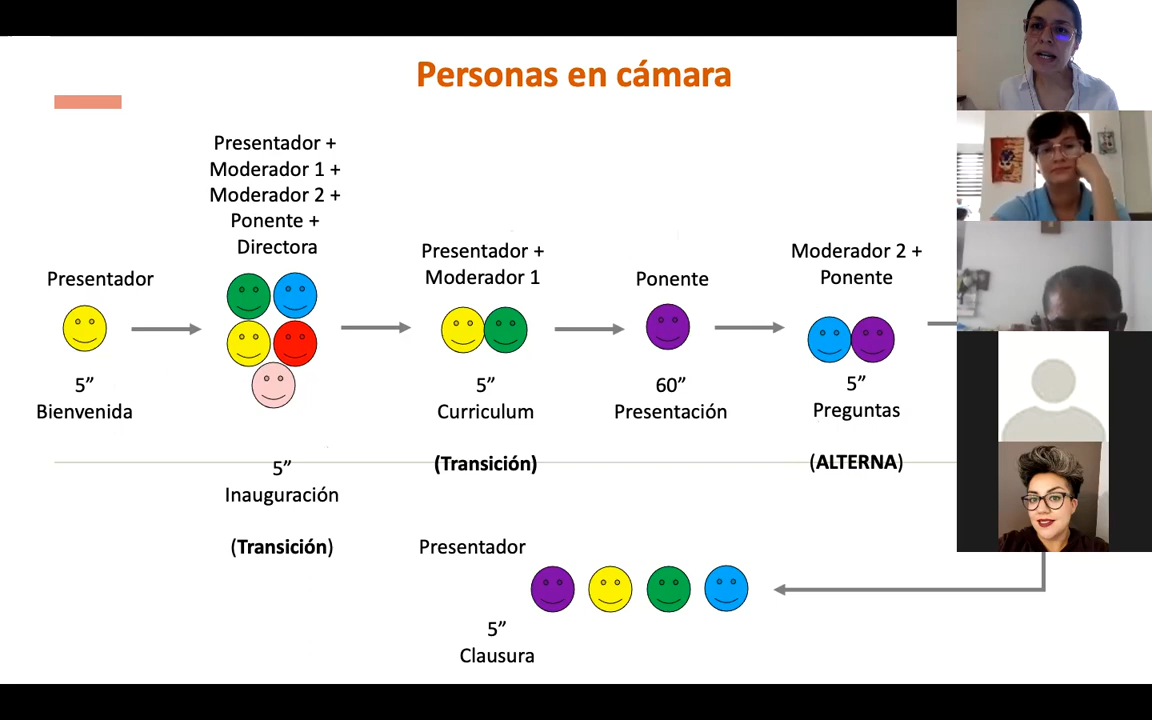 Personas en cámara
Presentador
5”
Bienvenida
Presentador +
Moderador 1 +
Moderador 2 +
Ponente +
Directora
5”
Inauguración
(Transición)
Presentador +
Moderador 1
5”
Curriculum
(Transición)
Ponente
60”
Presentación
Moderador 2 +
Ponente
5”
Preguntas
(ALTERNA)
Presentador
5”
Clausura